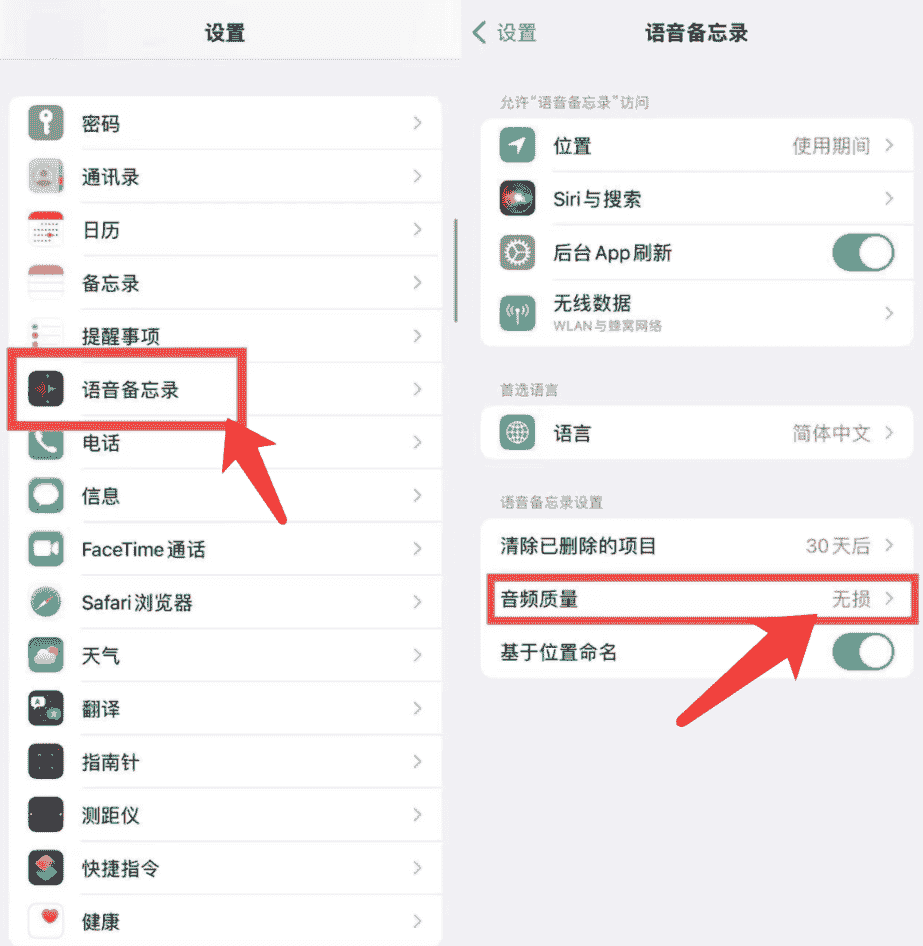 设置
密码
通讯录
日历
备忘录
提醒事项
语音备忘录
电话
信息
FaceTime通话
Safari浏览器
天气
翻译
指南针
测距仪
快捷指令
健康
设置
语音备忘录
允许“语音备忘录”访问
位置 使用期间
Siri与搜索
后台App刷新
无线数据
WLAN与蜂窝网络
首选语言
语言 简体中文
语音备忘录设置
清除已删除的项目 30天后
音频质量 无损
基于位置命名